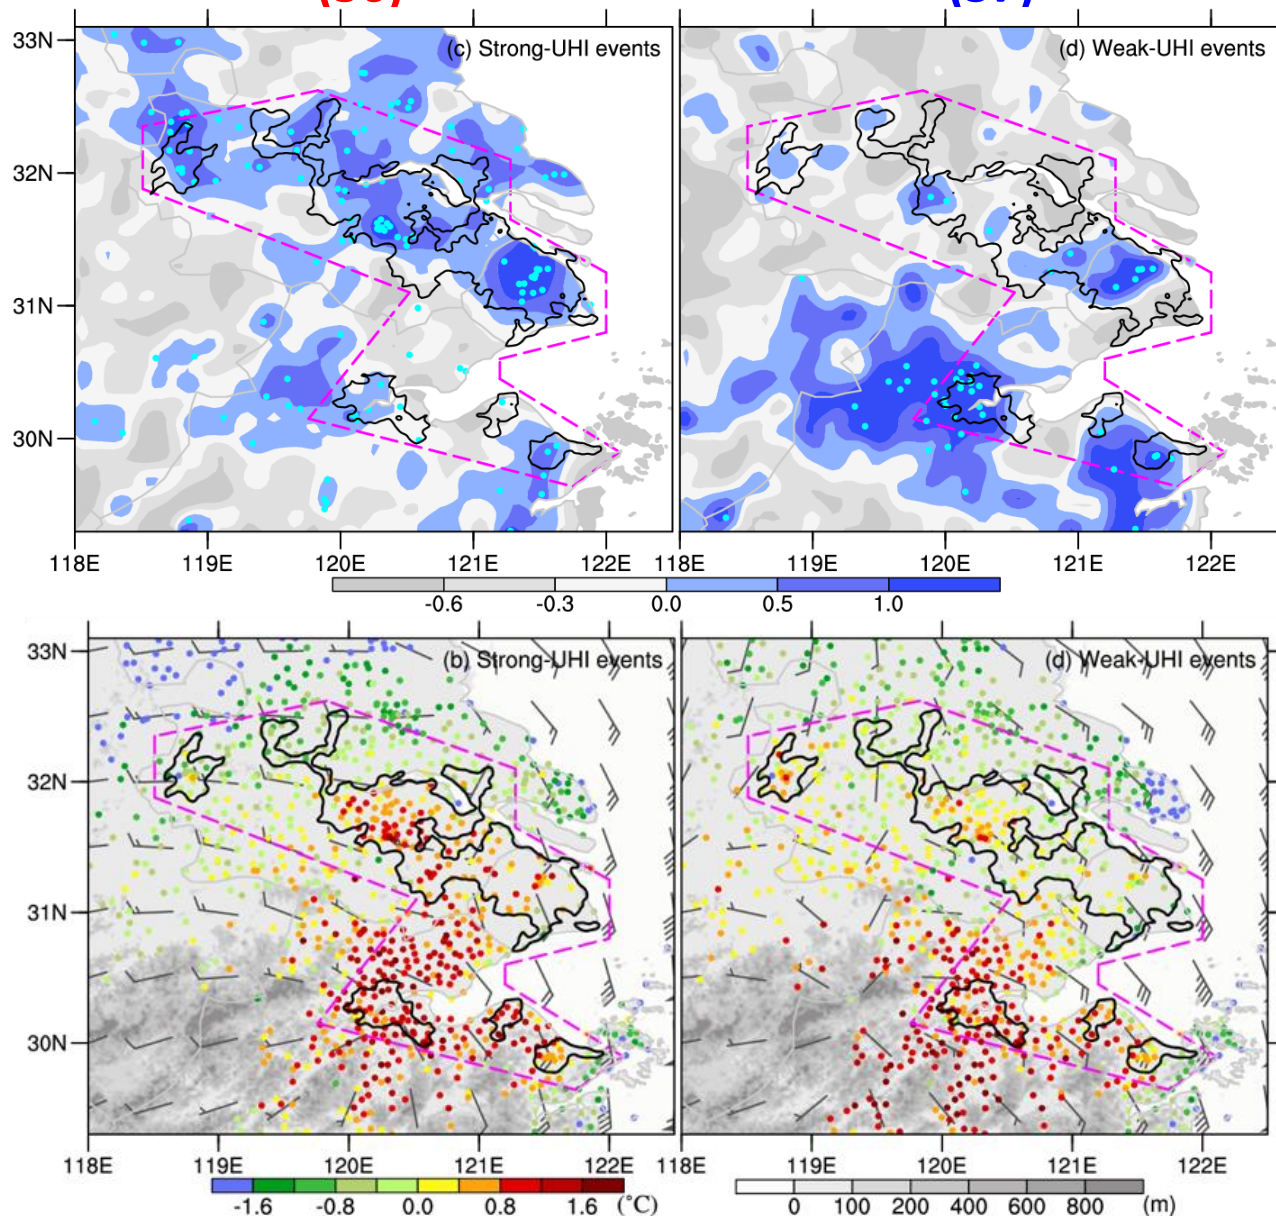 (c) Strong-UHI events
(d) Weak-UHI events
33N
32N
31N
30N
118E 119E 120E 121E 122E 119E 120E 121E 122E
-0.6 -0.3 0.0 0.5 1.0
(b) Strong-UHI events
(d) Weak-UHI events
33N
32N
31N
30N
118E 119E 120E 121E 122E 119E 120E 121E 122E
-1.6 -0.8 0.0 0.8 1.6 (°C)
0 100 200 400 600 800 (m)